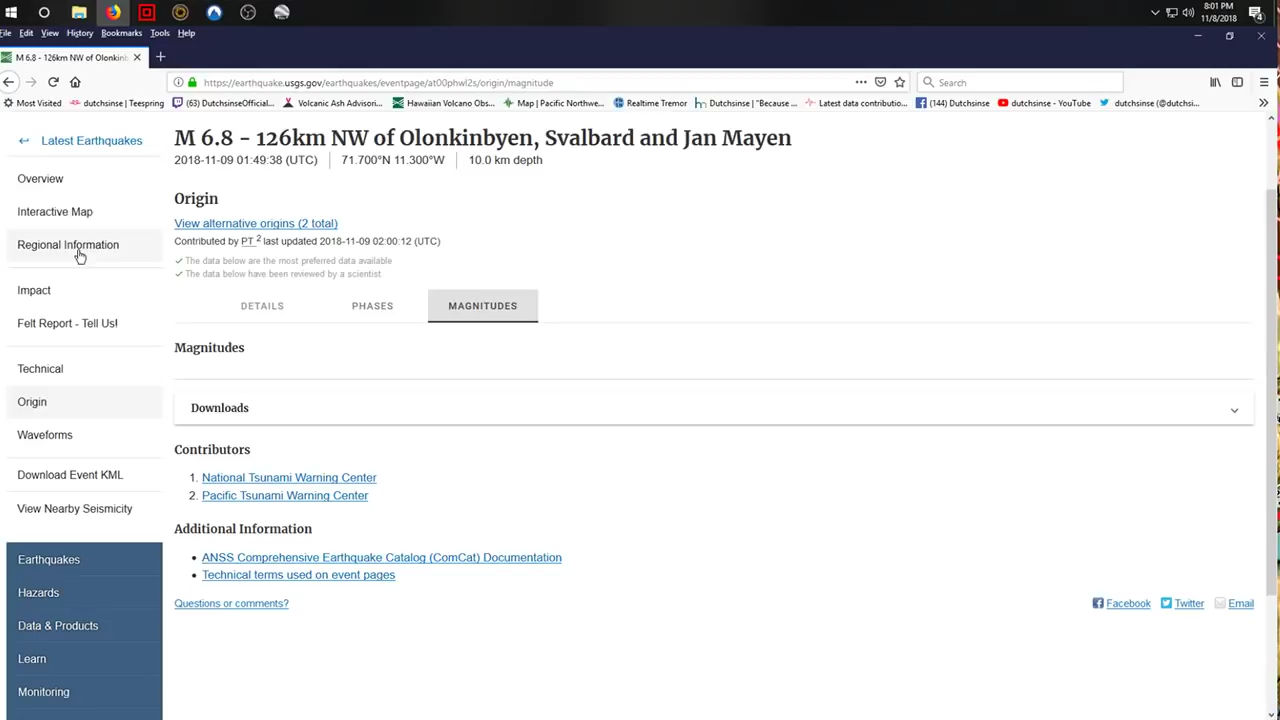 8:01 PM
11/8/2018
File Edit View History Bookmarks Tools Help
M 6.8 - 126km NW of Olonkinb
https://earthquake.usgs.gov/earthquakes/eventpage/at00phwl2s/origin/magnitude
Search
Most Visited dutchsinse | Teespring (63) DutchsinseOfficial... Volcanic Ash Advisori... Hawaiian Volcano Obs... Map | Pacific Northwe... Realtime Tremor Dutchsinse | "Because ... Latest data contributio... (144) Dutchsinse dutchsinse - YouTube dutchsinse (@dutchsi...
Latest Earthquakes
Overview
Interactive Map
Regional Information
Impact
Felt Report - Tell Us!
Technical
Origin
Waveforms
Download Event KML
View Nearby Seismicity
Earthquakes
Hazards
Data & Products
Learn
Monitoring
M 6.8 - 126km NW of Olonkinbyen, Svalbard and Jan Mayen
2018-11-09 01:49:38 (UTC) 71.700°N 11.300°W 10.0 km depth
Origin
View alternative origins (2 total)
Contributed by PT 2 last updated 2018-11-09 02:00:12 (UTC)
The data below are the most preferred data available
The data below have been reviewed by a scientist
DETAILS PHASES MAGNITUDES
Magnitudes
Downloads
Contributors
1. National Tsunami Warning Center
2. Pacific Tsunami Warning Center
Additional Information
• ANSS Comprehensive Earthquake Catalog (ComCat) Documentation
• Technical terms used on event pages
Questions or comments?
Facebook Twitter Email